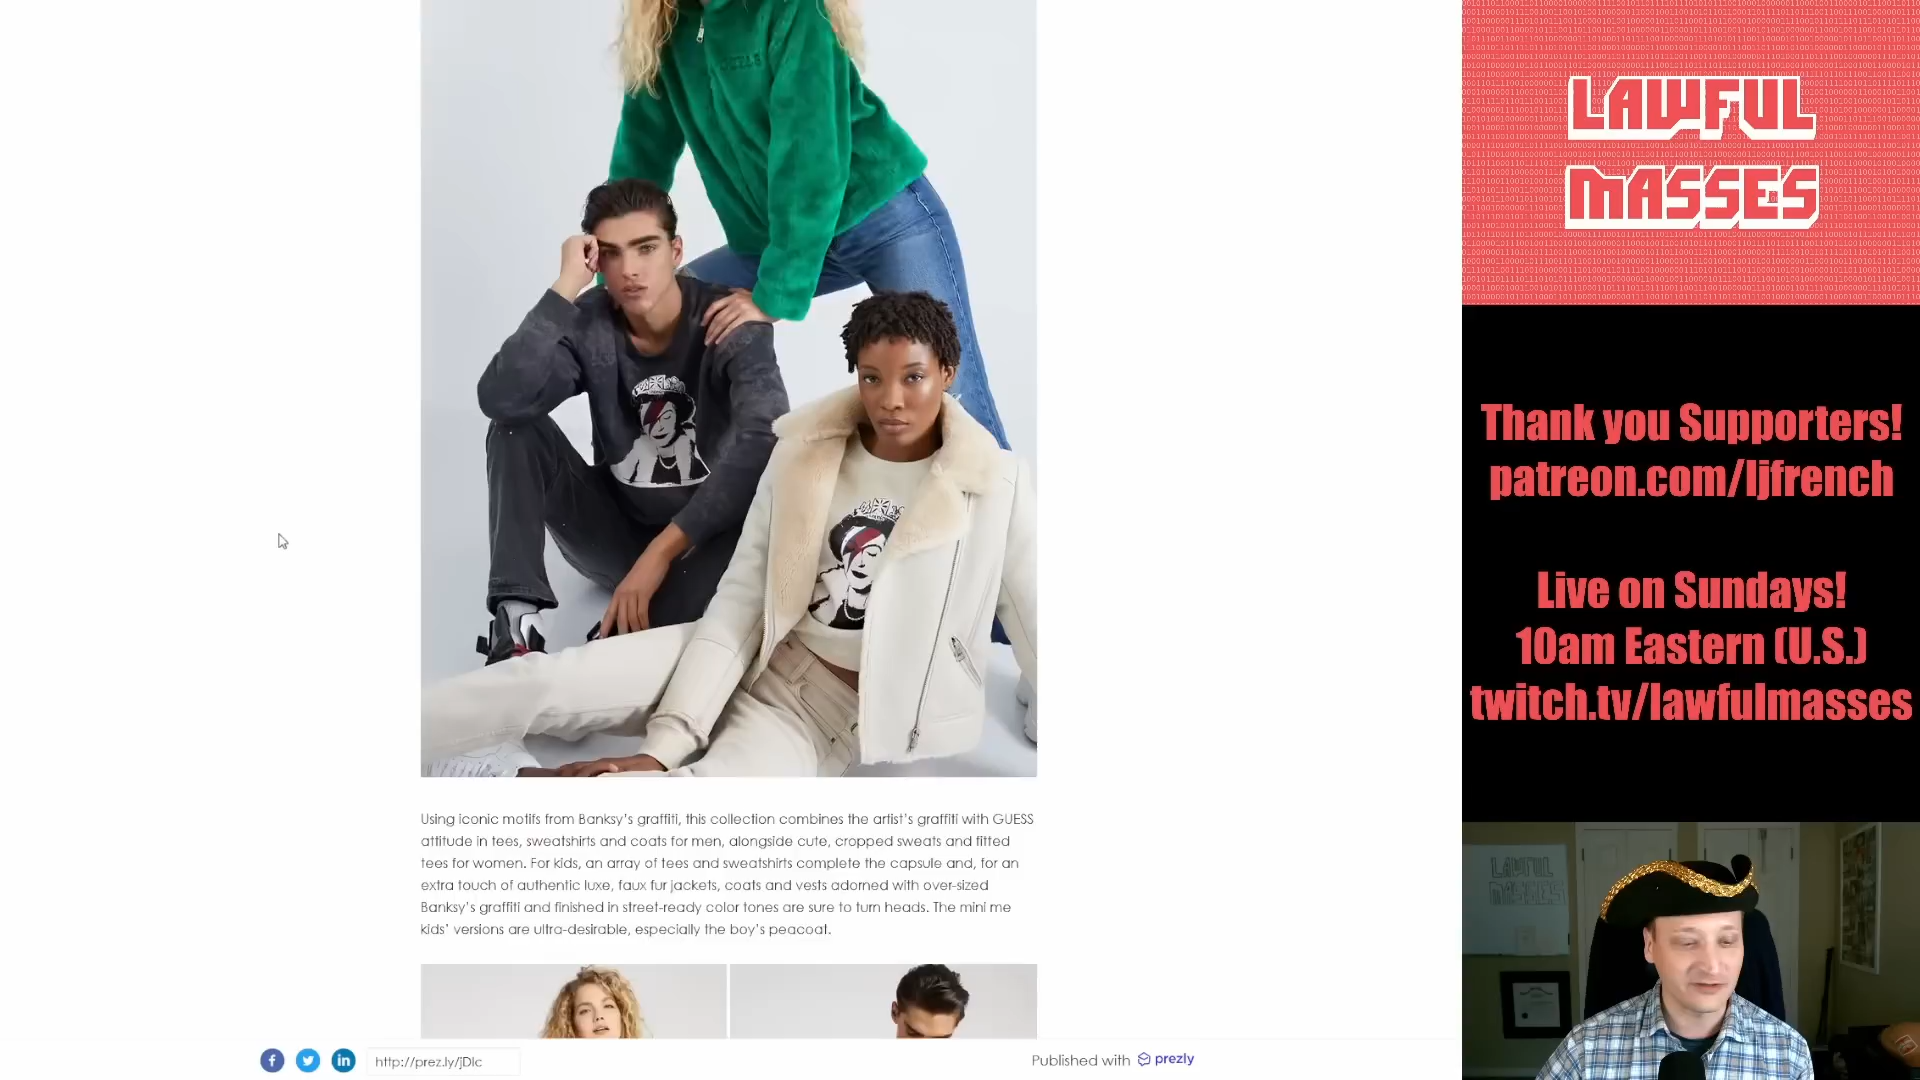 Using iconic motifs from Banksy's graffiti, this collection combines the artist's graffiti with GUESS
attitude in tees, sweatshirts and coats for men, alongside cute, cropped sweats and fitted
tees for women. For kids, an array of tees and sweatshirts complete the capsule and, for an
extra touch of authentic luxe, faux fur jackets, coats and vests adorned with over-sized
Banksy's graffiti and finished in street-ready color tones are sure to turn heads. The mini me
kids' versions are ultra-desirable, especially the boy's peacoat.
f
in
http://prez.ly/jDlc
Published with prezly
LAWFUL
MASSES
Thank you Supporters!
patreon.com/ljfrench
Live on Sundays!
10am Eastern (U.S.)
twitch.tv/lawfulmasses
LAWFUL
MASSES